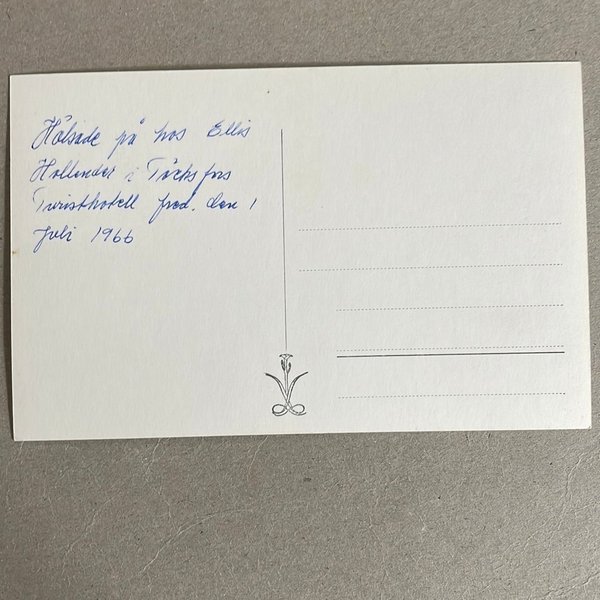 Hälsade på hos Ellis
Hollender i Töcksfors
Turisthotell fred. den 1
Juli 1966